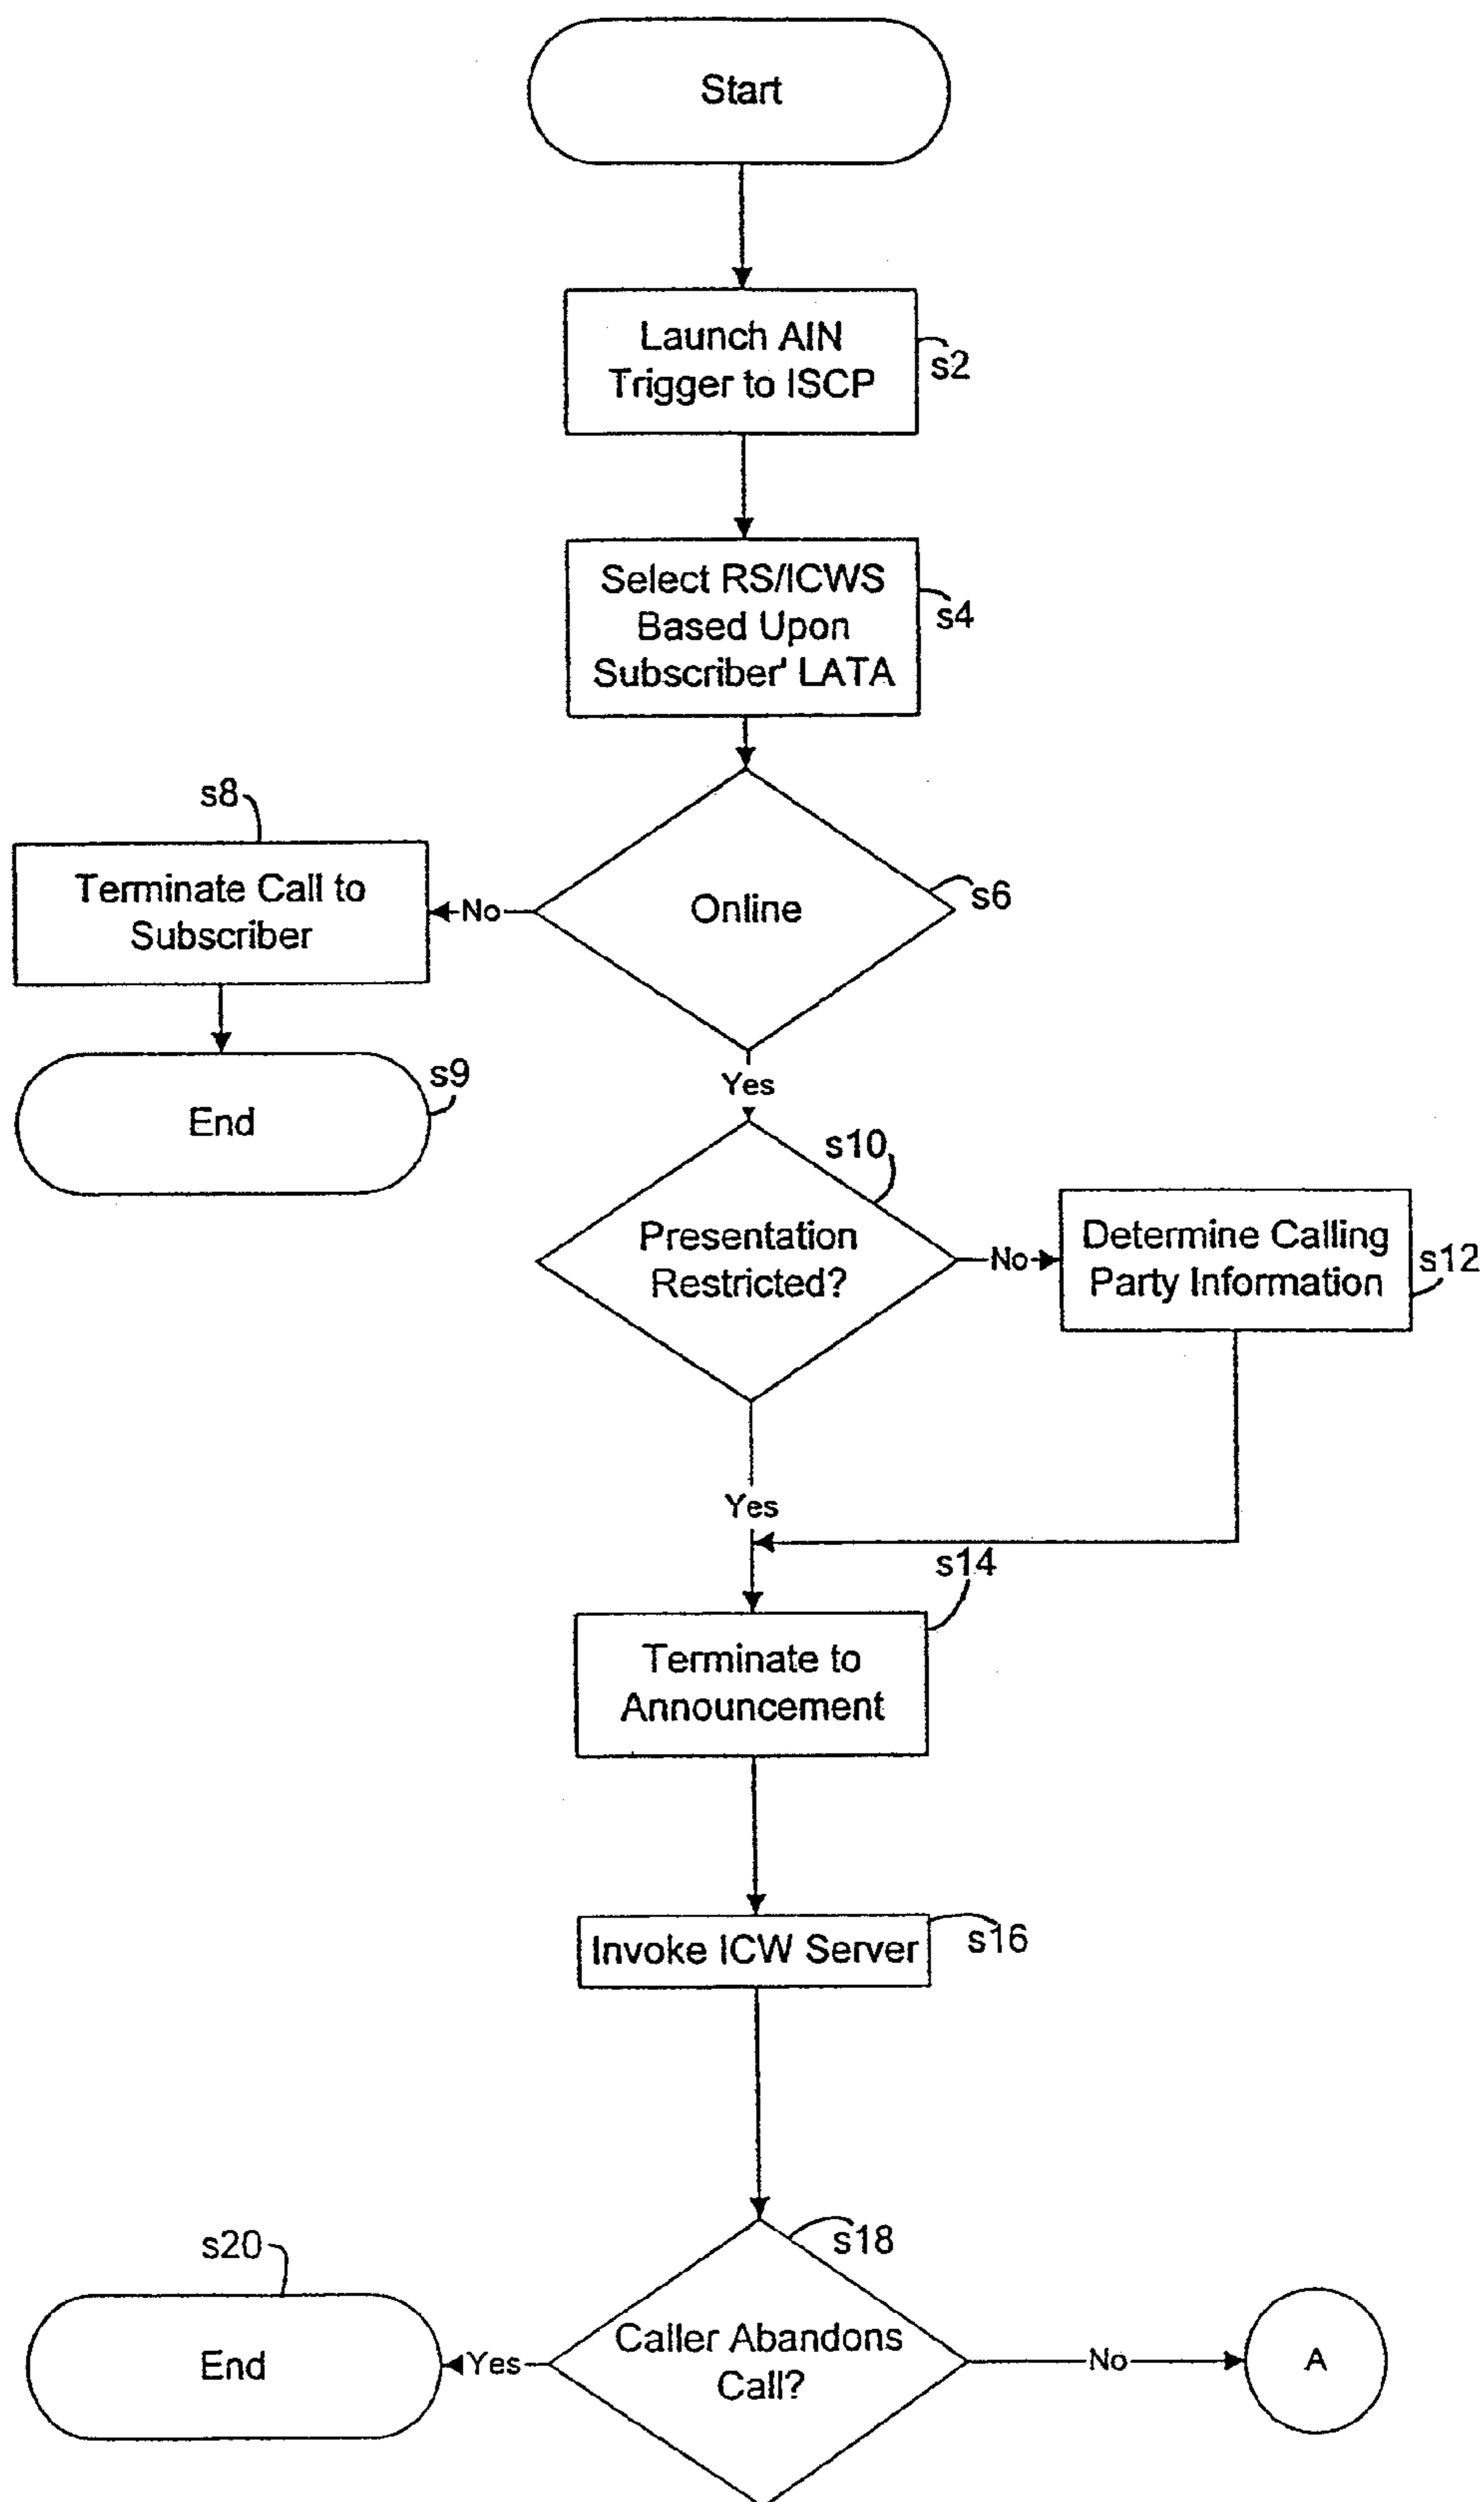 Start
Launch AIN
Trigger to ISCP
s2
Select RS/ICWS
Based Upon
Subscriber' LATA
s4
s8
Terminate Call to
Subscriber
No
Online
s6
s9
End
Yes
s10
Presentation
Restricted?
No
Determine Calling
Party Information
s12
Yes
s14
Terminate to
Announcement
Invoke ICW Server
s16
s18
s20
End
Yes
Caller Abandons
Call?
No
A